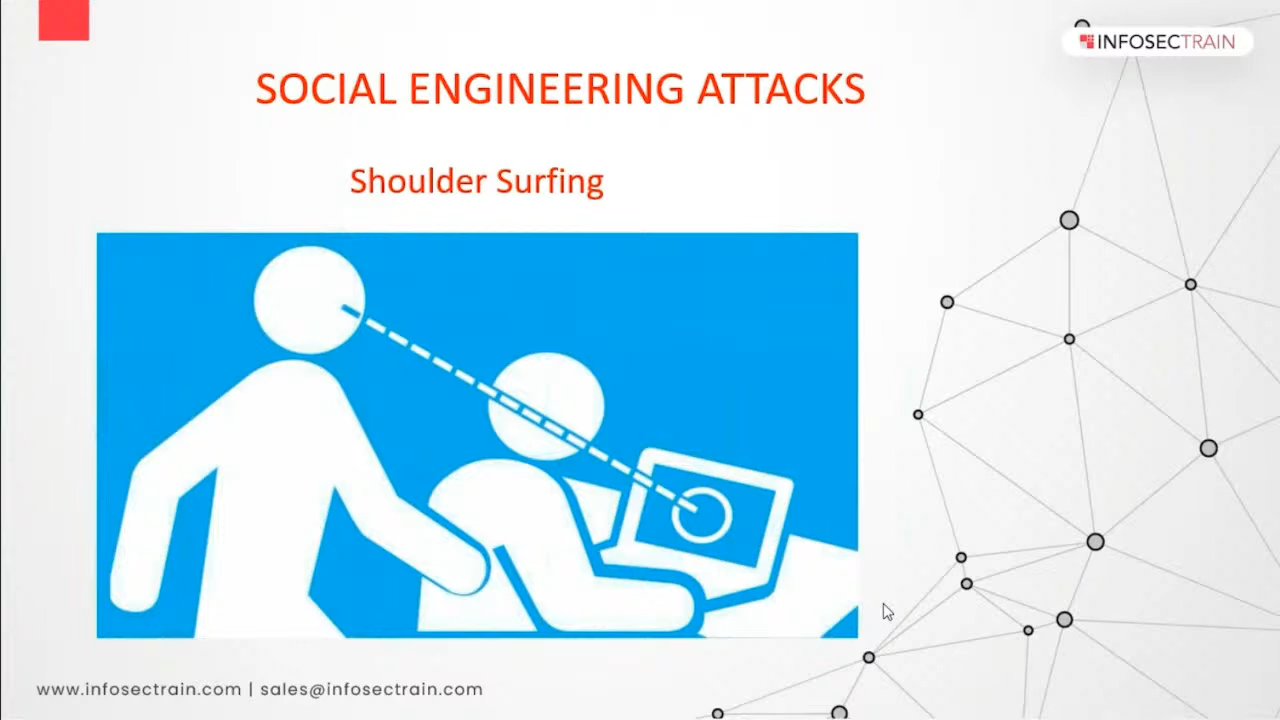 INFOSECTRAIN
SOCIAL ENGINEERING ATTACKS
Shoulder Surfing
www.infosectrain.com | sales@infosectrain.com